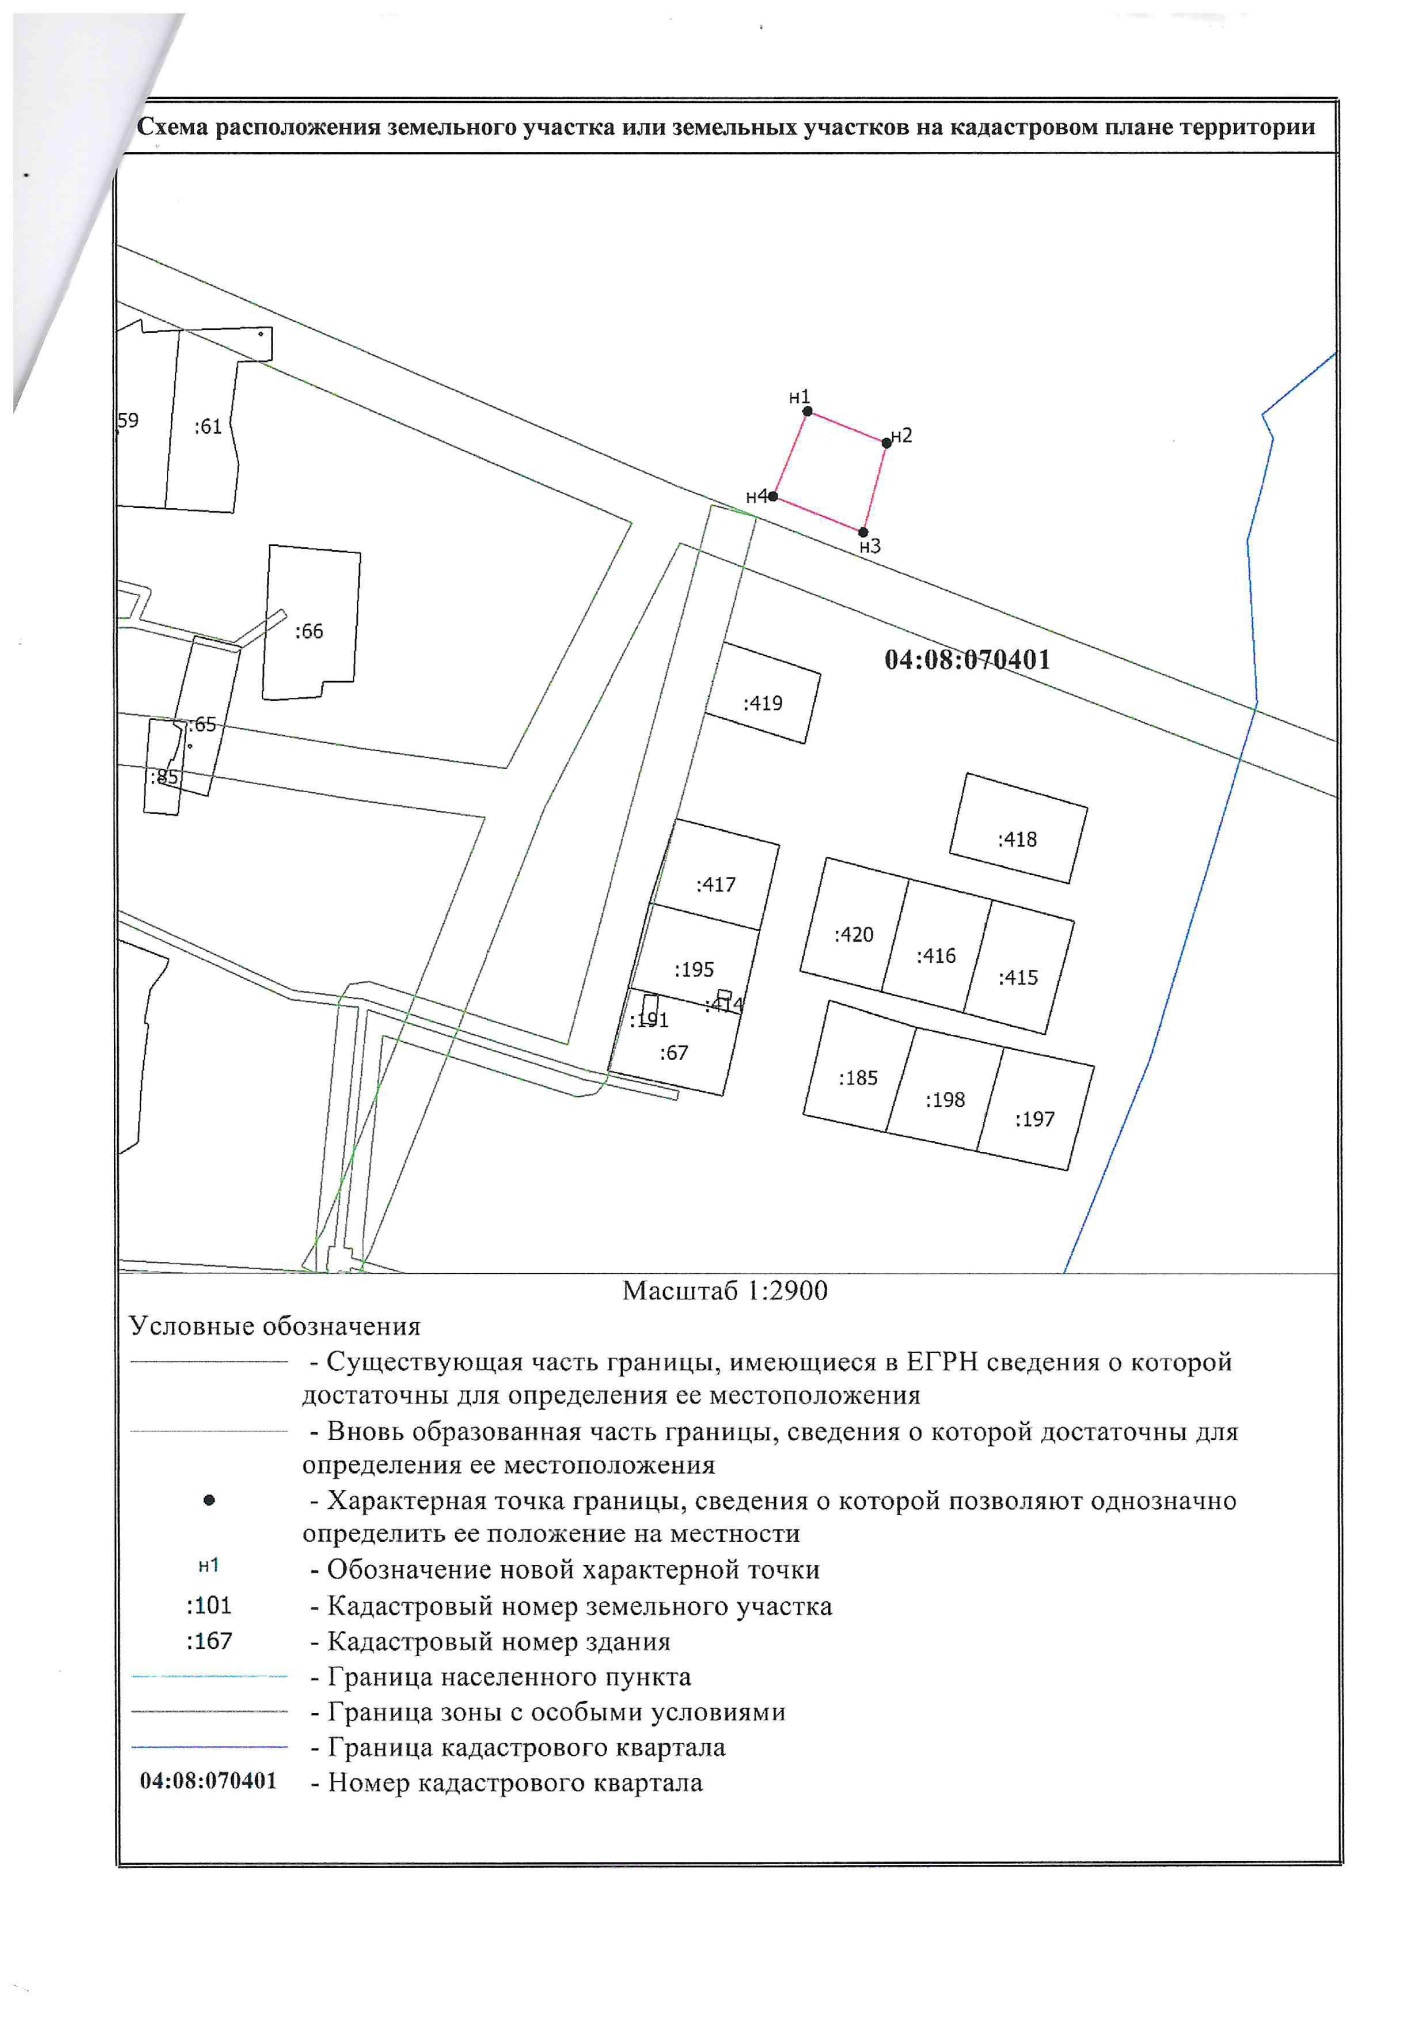 Схема расположения земельного участка или земельных участков на кадастровом плане территории
н1
н2
59
:61
н4
н3
:66
04:08:070401
:419
:65
:85
:418
:417
:420
:416
:195
:415
:414
:191
:67
:185
:198
:197
Масштаб 1:2900
Условные обозначения
- Существующая часть границы, имеющиеся в ЕГРН сведения о которой
достаточны для определения ее местоположения
- Вновь образованная часть границы, сведения о которой достаточны для
определения ее местоположения
- Характерная точка границы, сведения о которой позволяют однозначно
определить ее положение на местности
н1 - Обозначение новой характерной точки
:101 - Кадастровый номер земельного участка
:167 - Кадастровый номер здания
- Граница населенного пункта
- Граница зоны с особыми условиями
- Граница кадастрового квартала
04:08:070401 - Номер кадастрового квартала